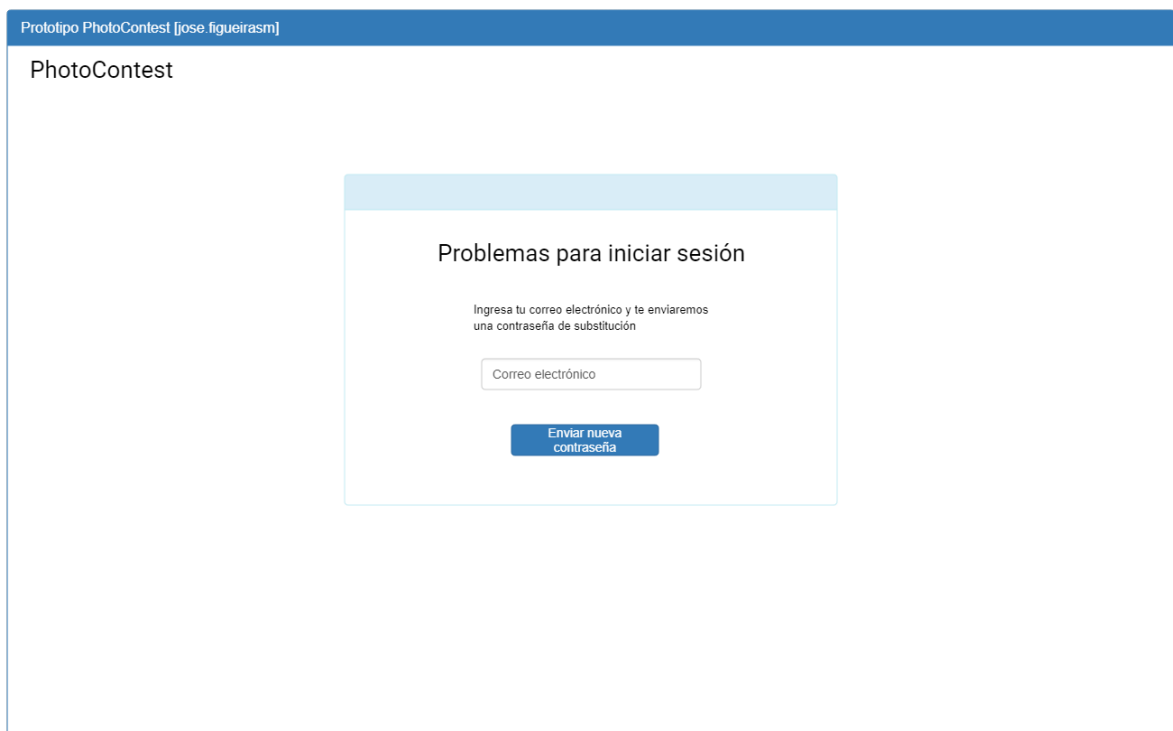 Prototipo PhotoContest [jose.figueirasm]
PhotoContest
Problemas para iniciar sesión
Ingresa tu correo electrónico y te enviaremos
una contraseña de substitución
Correo electrónico
Enviar nueva
contraseña